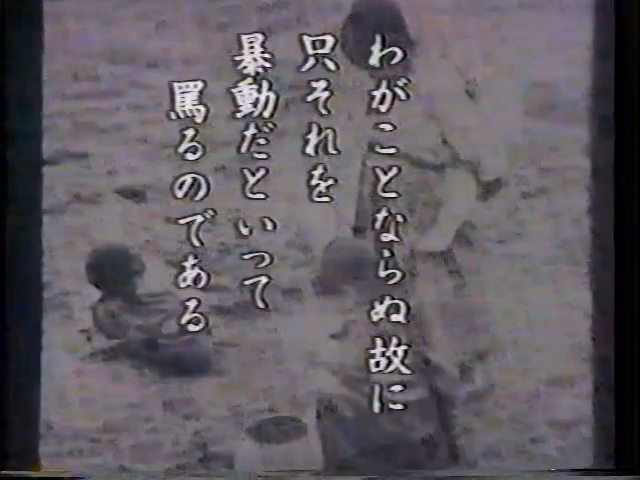 わがことならぬ故に
只それを
暴動だといって
罵るのである